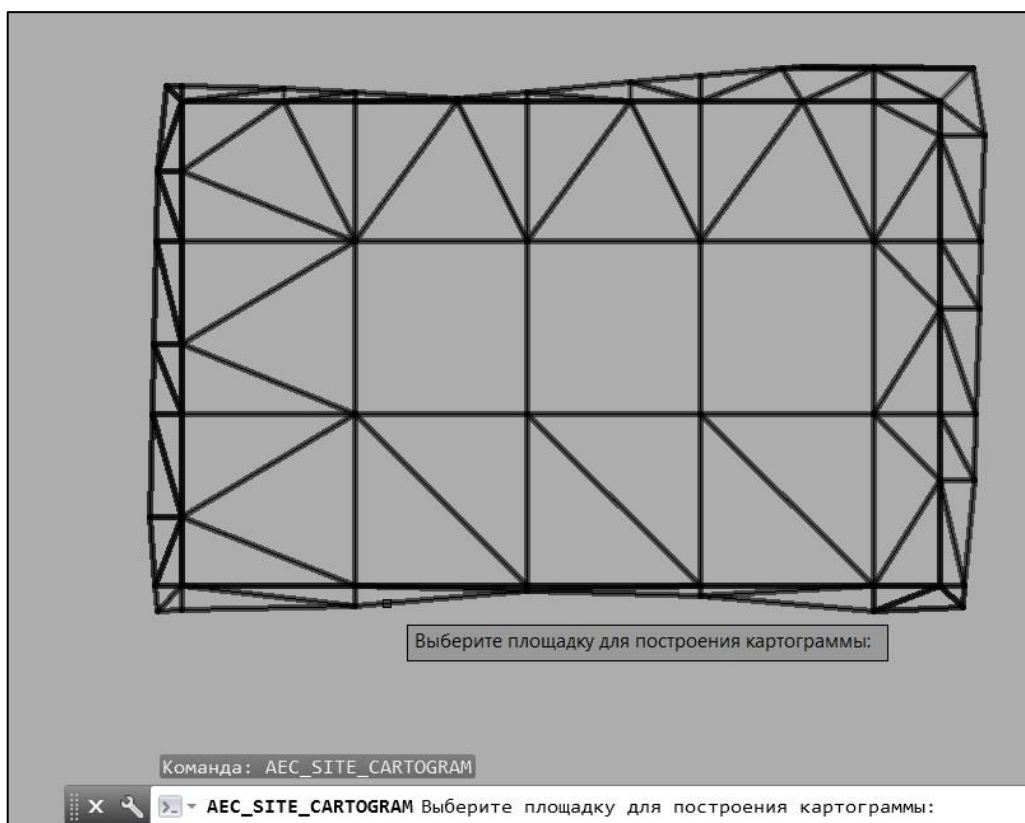 Выберите площадку для построения картограммы:
Команда: AEC_SITE_CARTOGRAM
AEC_SITE_CARTOGRAM Выберите площадку для построения картограммы: